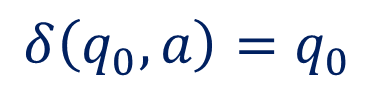 δ(q₀, a) = q₀